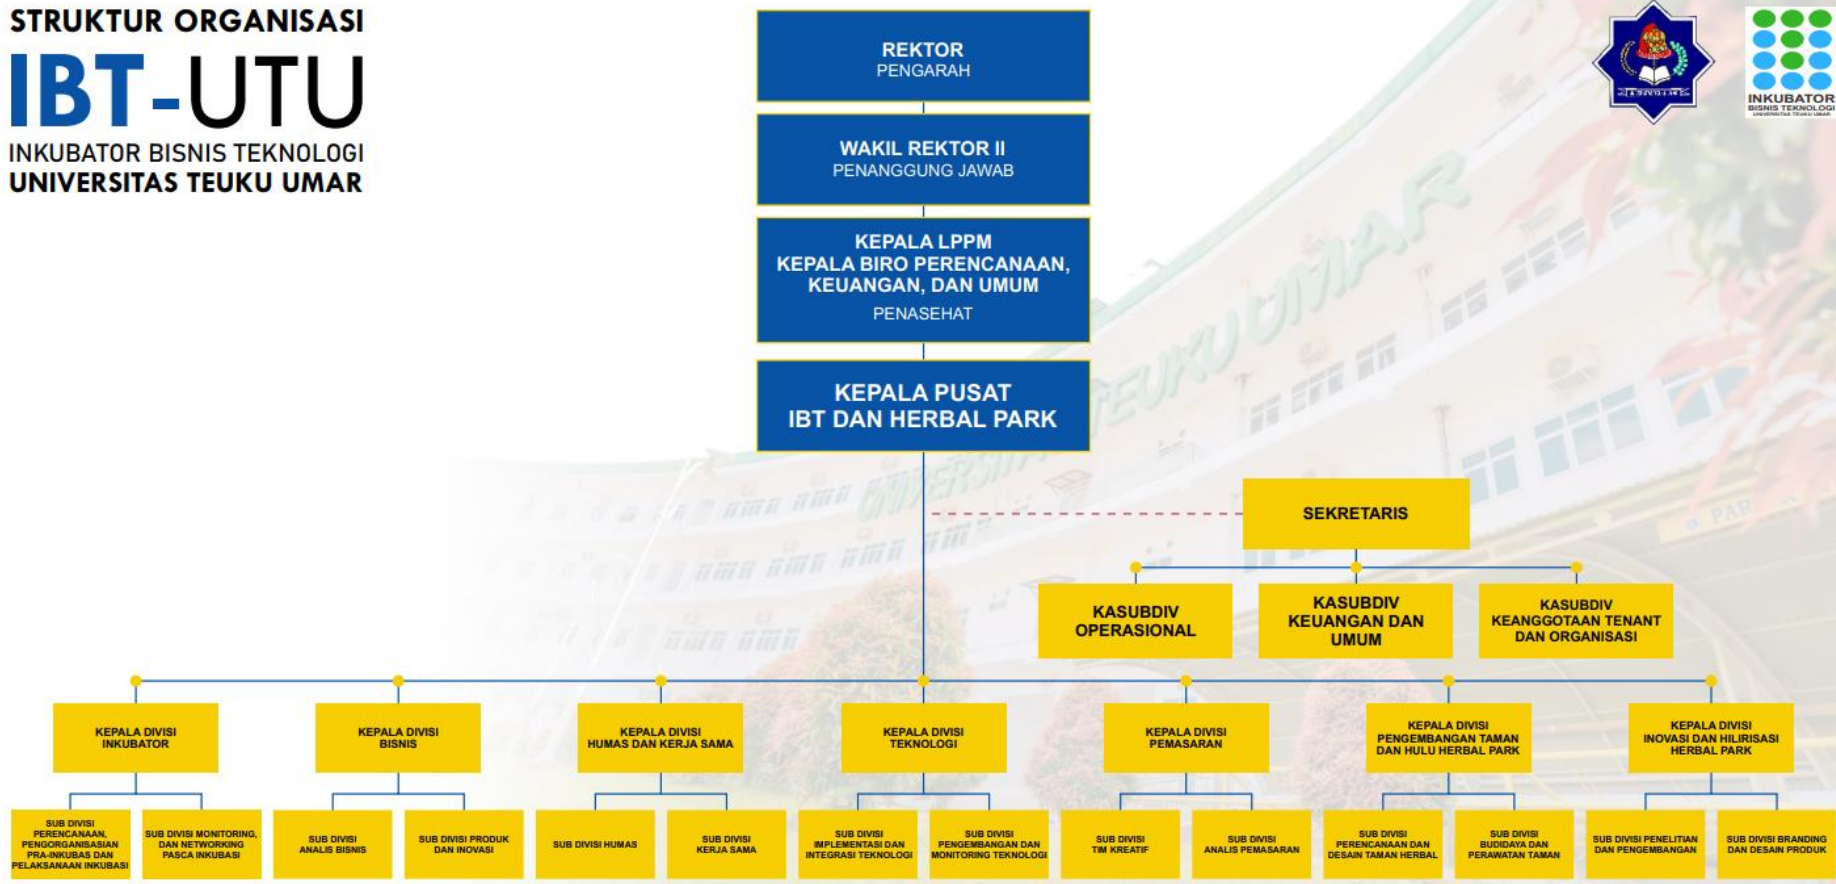 STRUKTUR ORGANISASI
IBT-UTU
INKUBATOR BISNIS TEKNOLOGI
UNIVERSITAS TEUKU UMAR
REKTOR
PENGARAH
WAKIL REKTOR II
PENANGGUNG JAWAB
KEPALA LPPM
KEPALA BIRO PERENCANAAN,
KEUANGAN, DAN UMUM
PENASEHAT
KEPALA PUSAT
IBT DAN HERBAL PARK
INKUBATOR
BISNIS TEKNOLOGI
UNIVERSITAS TEUKU UMAR
UNIVERSITAS TEUKU UMAR
SEKRETARIS
KASUBDIV
OPERASIONAL
KASUBDIV
KEUANGAN DAN
UMUM
KASUBDIV
KEANGGOTAAN TENANT
DAN ORGANISASI
KEPALA DIVISI
INKUBATOR
KEPALA DIVISI
BISNIS
KEPALA DIVISI
HUMAS DAN KERJA SAMA
KEPALA DIVISI
TEKNOLOGI
KEPALA DIVISI
PEMASARAN
KEPALA DIVISI
PENGEMBANGAN TAMAN
DAN HULU HERBAL PARK
KEPALA DIVISI
INOVASI DAN HILIRISASI
HERBAL PARK
SUB DIVISI
PERENCANAAN,
PENGORGANISASIAN
PRA-INKUBAS DAN
PELAKSANAAN INKUBASI
SUB DIVISI MONITORING,
DAN NETWORKING
PASCA INKUBASI
SUB DIVISI
ANALIS BISNIS
SUB DIVISI PRODUK
DAN INOVASI
SUB DIVISI HUMAS
SUB DIVISI
KERJA SAMA
SUB DIVISI
IMPLEMENTASI DAN
INTEGRASI TEKNOLOGI
SUB DIVISI
PENGEMBANGAN DAN
MONITORING TEKNOLOGI
SUB DIVISI
TIM KREATIF
SUB DIVISI
ANALIS PEMASARAN
SUB DIVISI
PERENCANAAN DAN
DESAIN TAMAN HERBAL
SUB DIVISI
BUDIDAYA DAN
PERAWATAN TAMAN
SUB DIVISI PENELITIAN
DAN PENGEMBANGAN
SUB DIVISI BRANDING
DAN DESAIN PRODUK